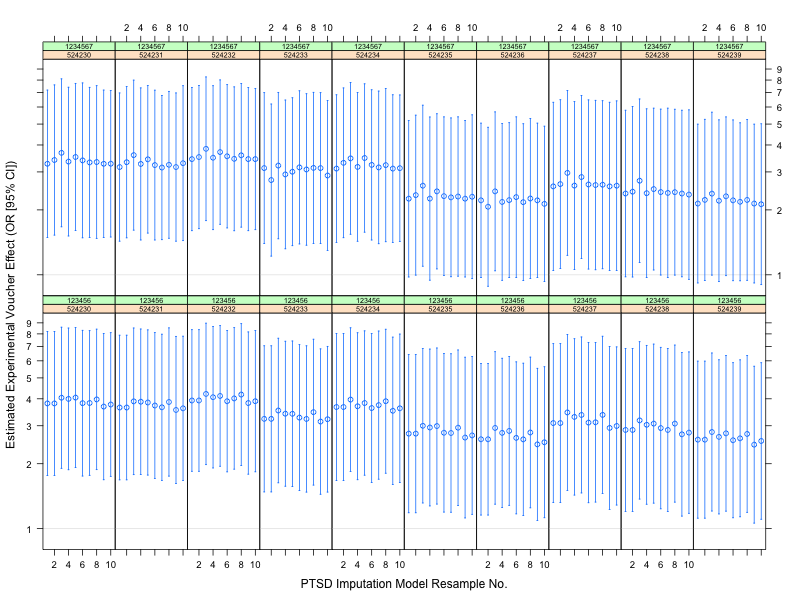 2 4 6 8 10 2 4 6 8 10 2 4 6 8 10 2 4 6 8 10 2 4 6 8 10
1234567 1234567 1234567 1234567 1234567 1234567 1234567 1234567 1234567 1234567
524230 524231 524232 524233 524234 524235 524236 524237 524238 524239
9
8
7
6
5
4
3
2
1
123456 123456 123456 123456 123456 123456 123456 123456 123456 123456
524230 524231 524232 524233 524234 524235 524236 524237 524238 524239
9
8
7
6
5
4
3
2
1
2 4 6 8 10 2 4 6 8 10 2 4 6 8 10 2 4 6 8 10 2 4 6 8 10
Estimated Experimental Voucher Effect (OR [95% CI])
PTSD Imputation Model Resample No.